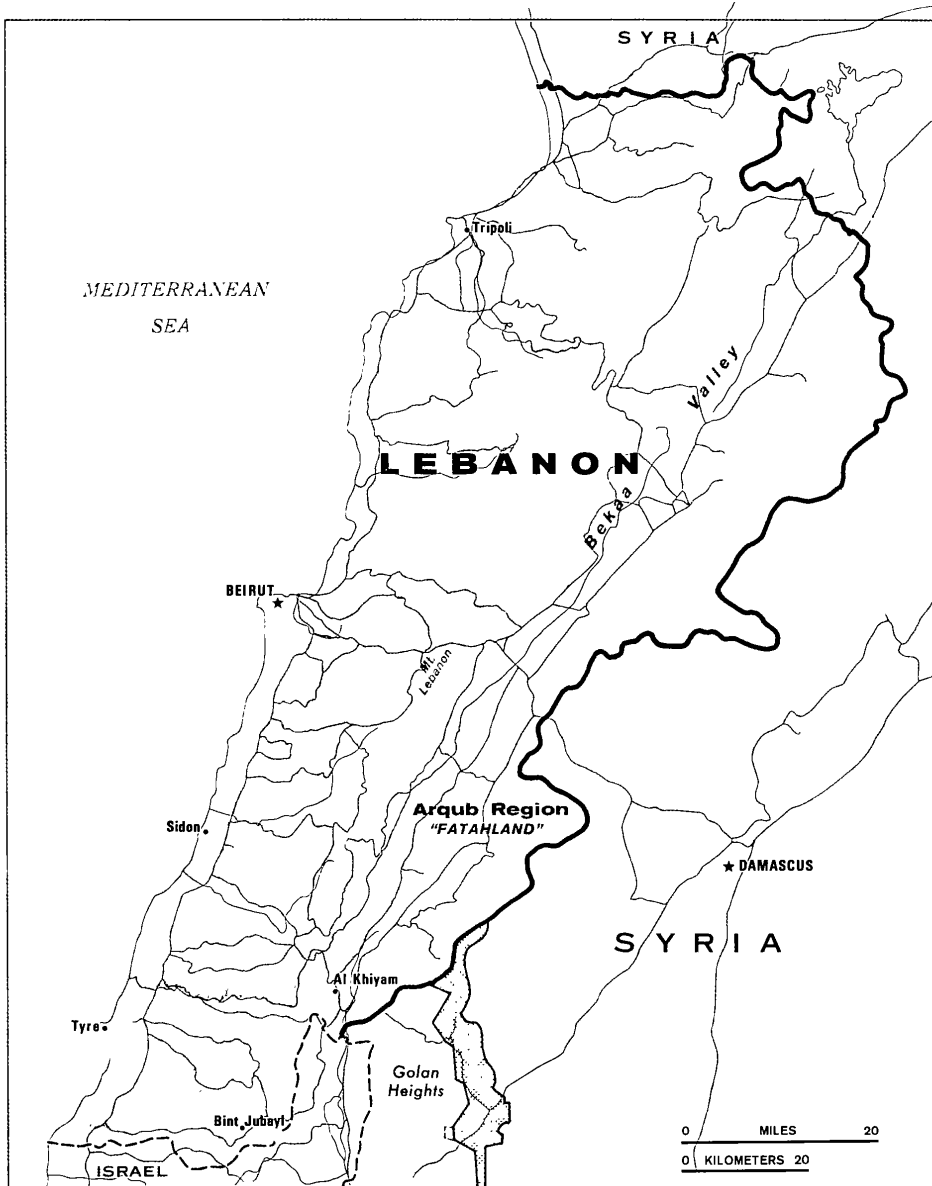 SYRIA
Tripoli
MEDITERRANEAN
SEA
Valley
LEBANON
Bekaa
BEIRUT
Mt.
Lebanon
Arqub Region
"FATAHLAND"
Sidon
DAMASCUS
SYRIA
Al Khiyam
Tyre
Golan
Heights
Bint Jubayl
0 MILES 20
0 KILOMETERS 20
ISRAEL